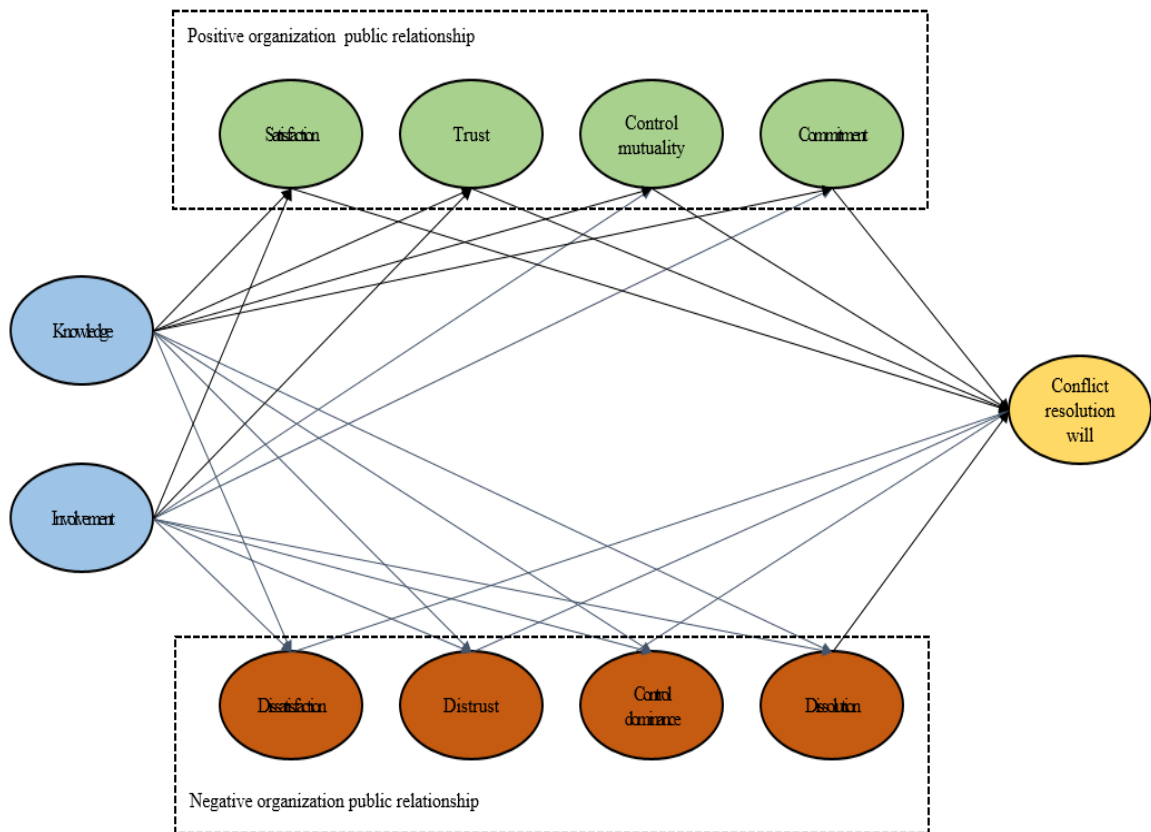 Positive organization public relationship
Satisfaction
Trust
Control
mutuality
Commitment
Knowledge
Conflict
resolution
will
Involvement
Dissatisfaction
Distrust
Control
dominance
Dissolution
Negative organization public relationship